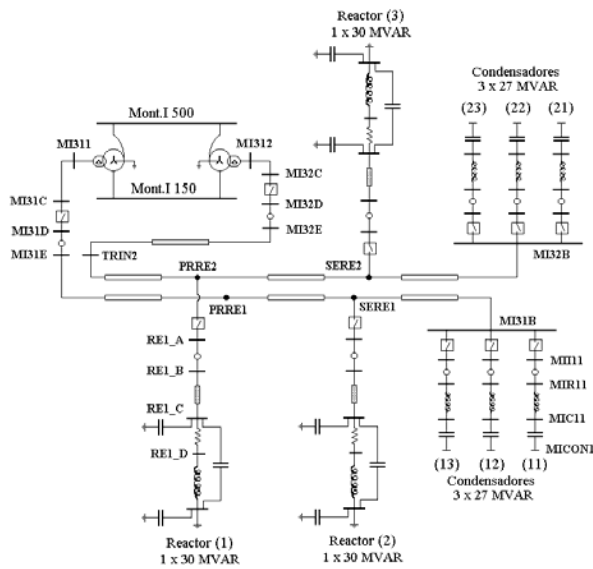 Reactor (3)
1 x 30 MVAR
Condensadores
3 x 27 MVAR
(23) (22) (21)
Mont.I 500
MI311
MI312
Mont.I 150
MI32C
MI31C
MI32D
MI31D
MI32E
MI31E
TRIN2
MI32B
PRRE2
SERE2
PRRE1
SERE1
MI31B
RE1_A
MII11
RE1_B
MIR11
RE1_C
MIC11
RE1_D
MICON1
(13) (12) (11)
Condensadores
3 x 27 MVAR
Reactor (1)
1 x 30 MVAR
Reactor (2)
1 x 30 MVAR